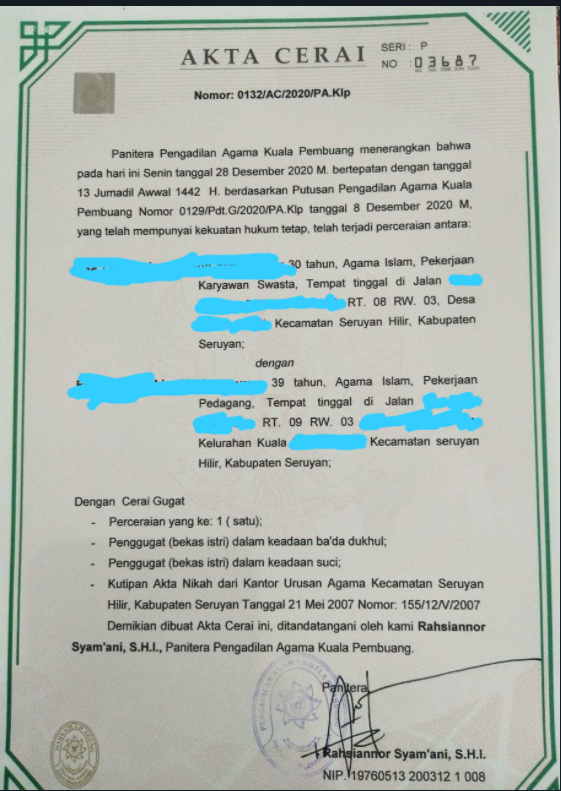 AKTA CERAI
SERI : P
NO : 03687
Nomor: 0132/AC/2020/PA.Klp
Panitera Pengadilan Agama Kuala Pembuang menerangkan bahwa
pada hari ini Senin tanggal 28 Desember 2020 M. bertepatan dengan tanggal
13 Jumadil Awwal 1442 H. berdasarkan Putusan Pengadilan Agama Kuala
Pembuang Nomor 0129/Pdt.G/2020/PA.Klp tanggal 8 Desember 2020 M,
yang telah mempunyai kekuatan hukum tetap, telah terjadi perceraian antara:
30 tahun, Agama Islam, Pekerjaan
Karyawan Swasta, Tempat tinggal di Jalan
RT. 08 RW. 03, Desa
Kecamatan Seruyan Hilir, Kabupaten
Seruyan;
dengan
39 tahun, Agama Islam, Pekerjaan
Pedagang, Tempat tinggal di Jalan
RT. 09 RW. 03
Kelurahan Kuala Kecamatan seruyan
Hilir, Kabupaten Seruyan;
Dengan Cerai Gugat
- Perceraian yang ke: 1 ( satu);
- Penggugat (bekas istri) dalam keadaan ba'da dukhul;
- Penggugat (bekas istri) dalam keadaan suci;
- Kutipan Akta Nikah dari Kantor Urusan Agama Kecamatan Seruyan
Hilir, Kabupaten Seruyan Tanggal 21 Mei 2007 Nomor: 155/12/V/2007
Demikian dibuat Akta Cerai ini, ditandatangani oleh kami Rahsiannor
Syam'ani, S.H.I., Panitera Pengadilan Agama Kuala Pembuang.
Panitera
Rahsiannor Syam'ani, S.H.I.
NIP. 19760513 200312 1 008